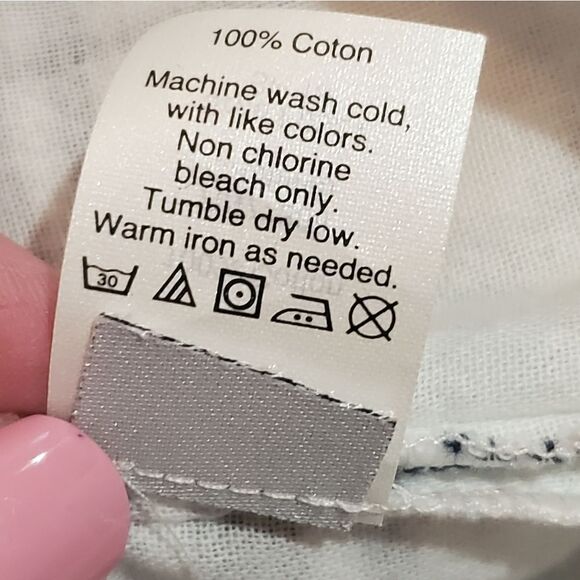 100% Coton
Machine wash cold,
with like colors.
Non chlorine
bleach only.
Tumble dry low.
Warm iron as needed.
30